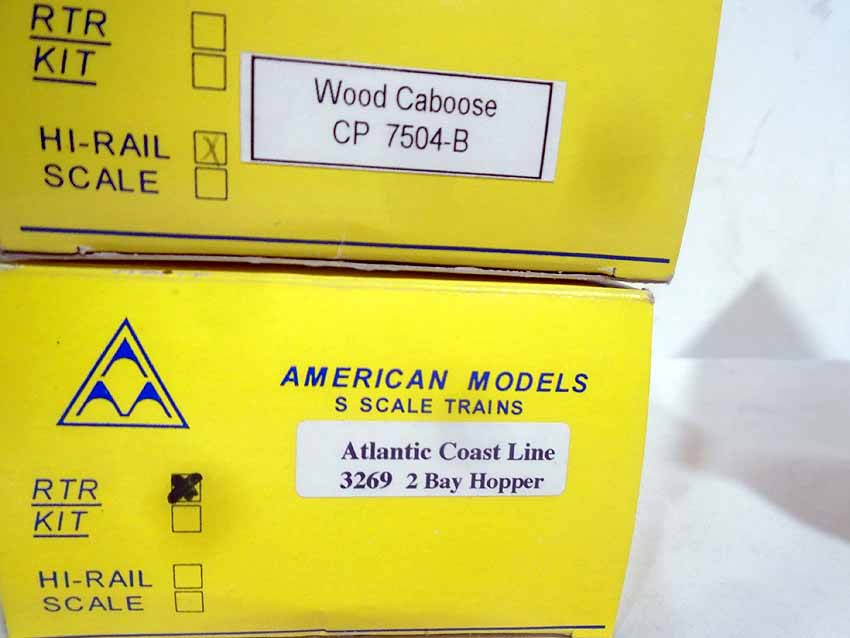 RTR
KIT
Wood Caboose
CP 7504-B
HI-RAIL X
SCALE
AMERICAN MODELS
S SCALE TRAINS
Atlantic Coast Line
3269 2 Bay Hopper
RTR X
KIT
HI-RAIL
SCALE